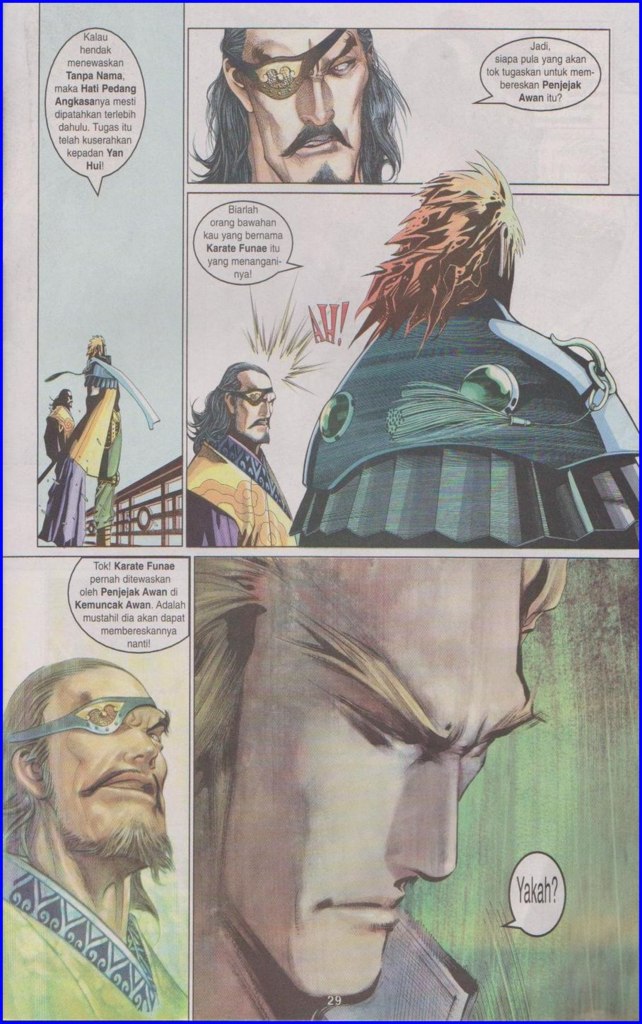 Kalau
hendak
menewaskan
Tanpa Nama,
maka Hati Pedang
Angkasanya mesti
dipatahkan terlebih
dahulu. Tugas itu
telah kuserahkan
kepadan Yan
Hui!
Jadi,
siapa pula yang akan
tok tugaskan untuk mem-
bereskan Penjejak
Awan itu?
Biarlah
orang bawahan
kau yang bernama
Karate Funae itu
yang menangani-
nya!
AH!
Tok! Karate Funae
pernah ditewaskan
oleh Penjejak Awan di
Kemuncak Awan. Adalah
mustahil dia akan dapat
membereskannya
nanti!
Yakah?
29